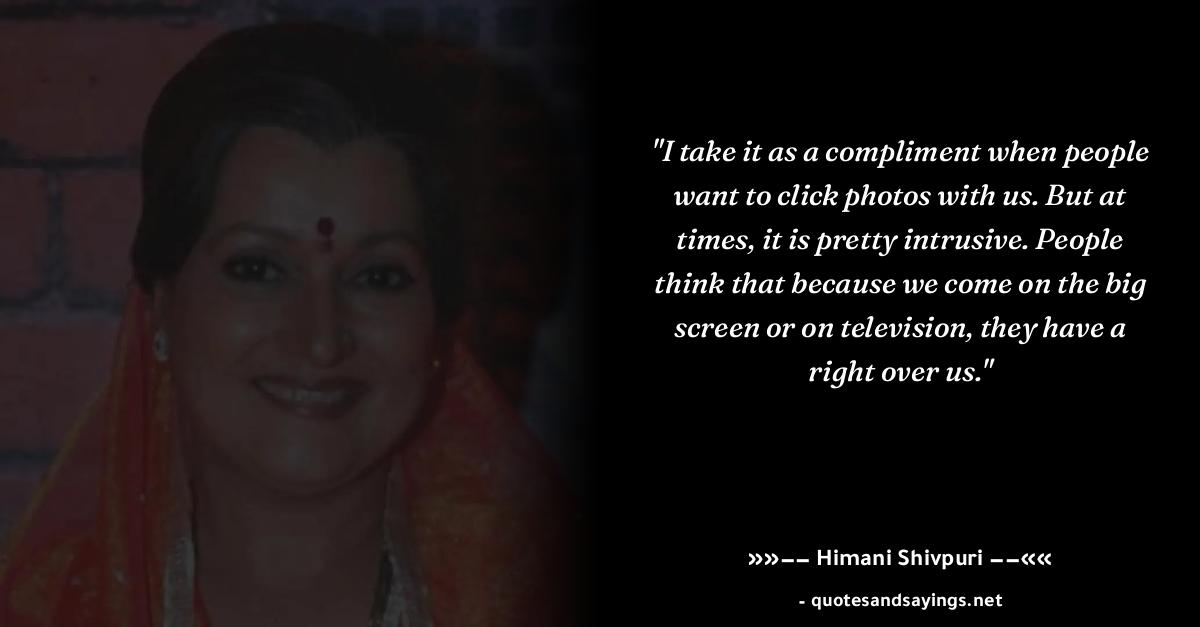 "I take it as a compliment when people
want to click photos with us. But at
times, it is pretty intrusive. People
think that because we come on the big
screen or on television, they have a
right over us."
»»−− Himani Shivpuri −−««
- quotesandsayings.net